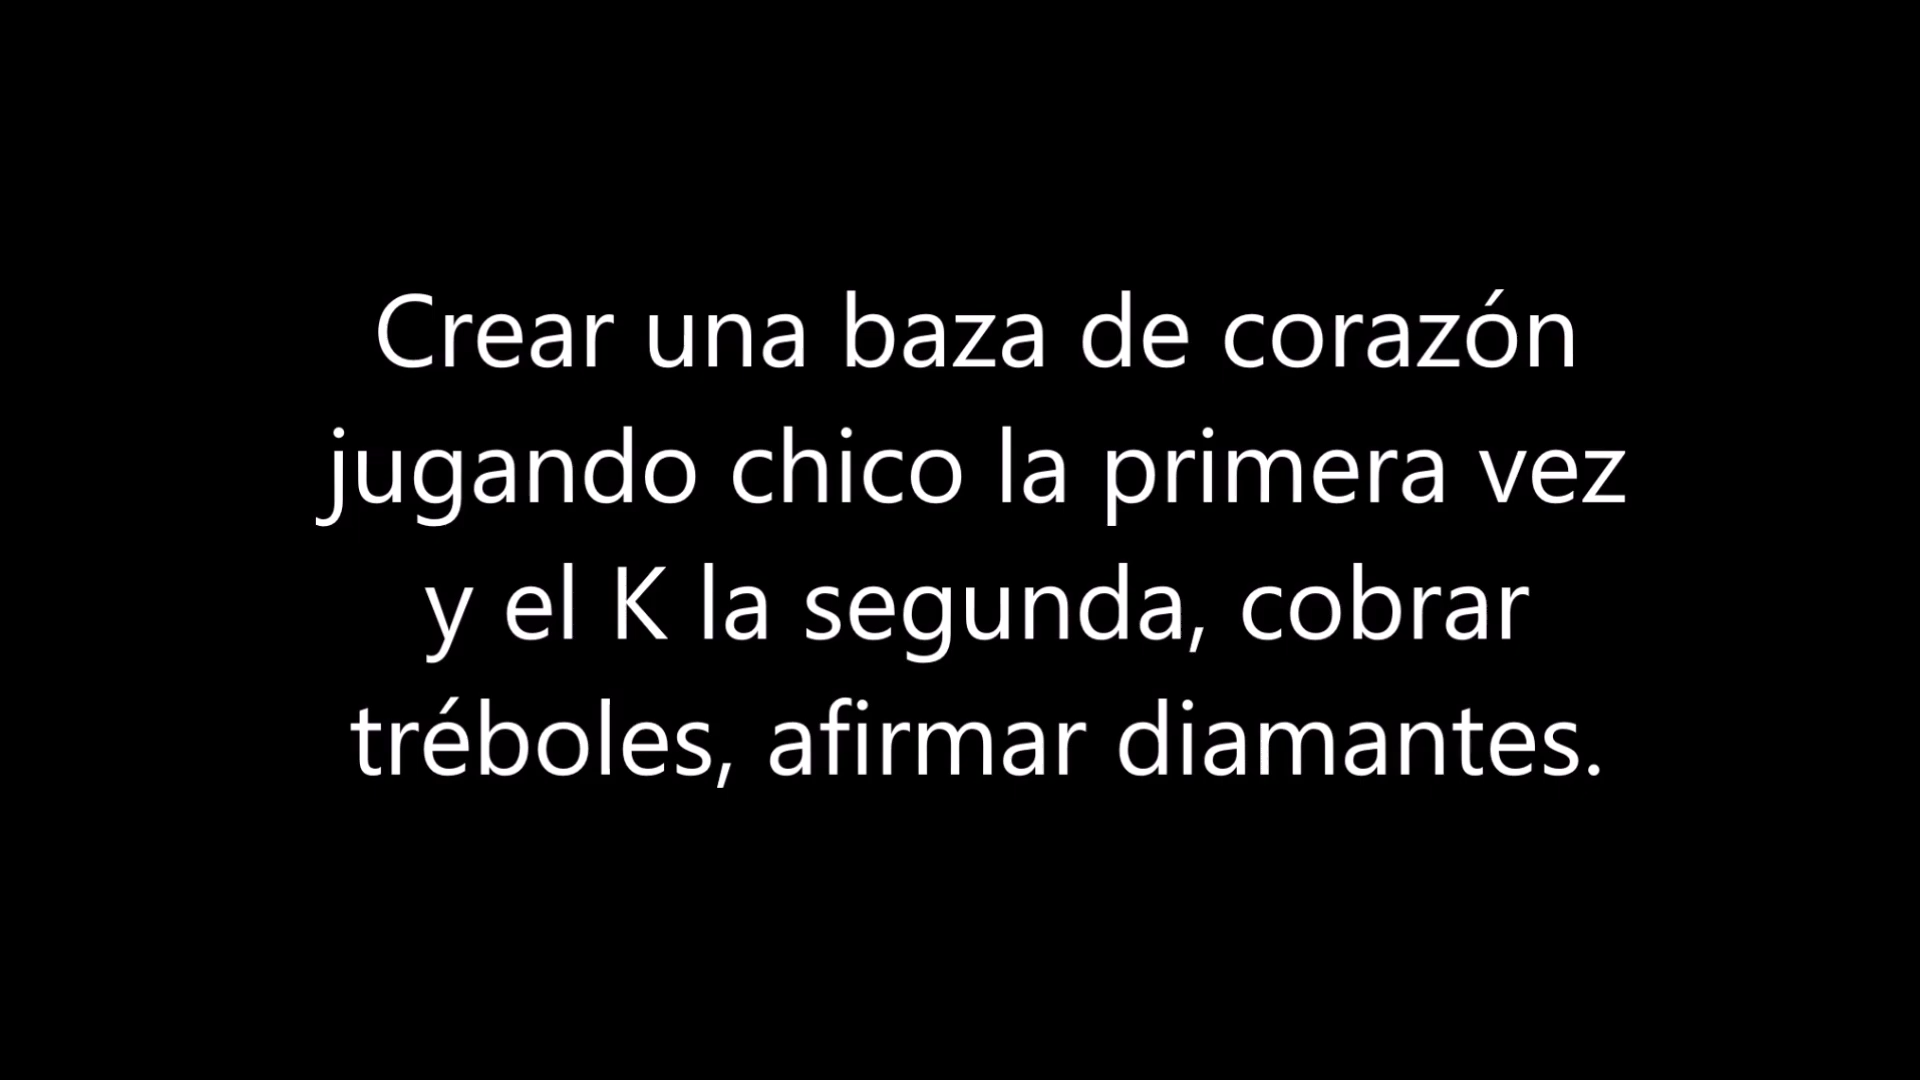 Crear una baza de corazón
jugando chico la primera vez
y el K la segunda, cobrar
tréboles, afirmar diamantes.